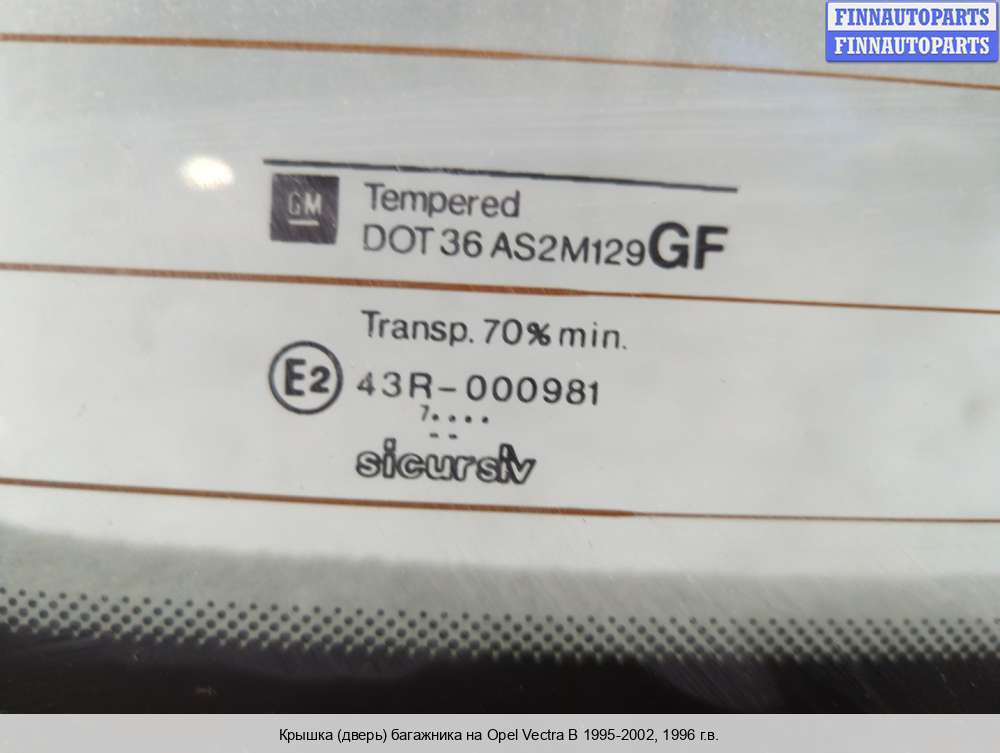 FINNAUTOPARTS
FINNAUTOPARTS
GM
Tempered
DOT 36 AS2M129GF
Transp. 70% min.
E2 43R-000981
7....
--
sicursiv
Крышка (дверь) багажника на Opel Vectra B 1995-2002, 1996 г.в.